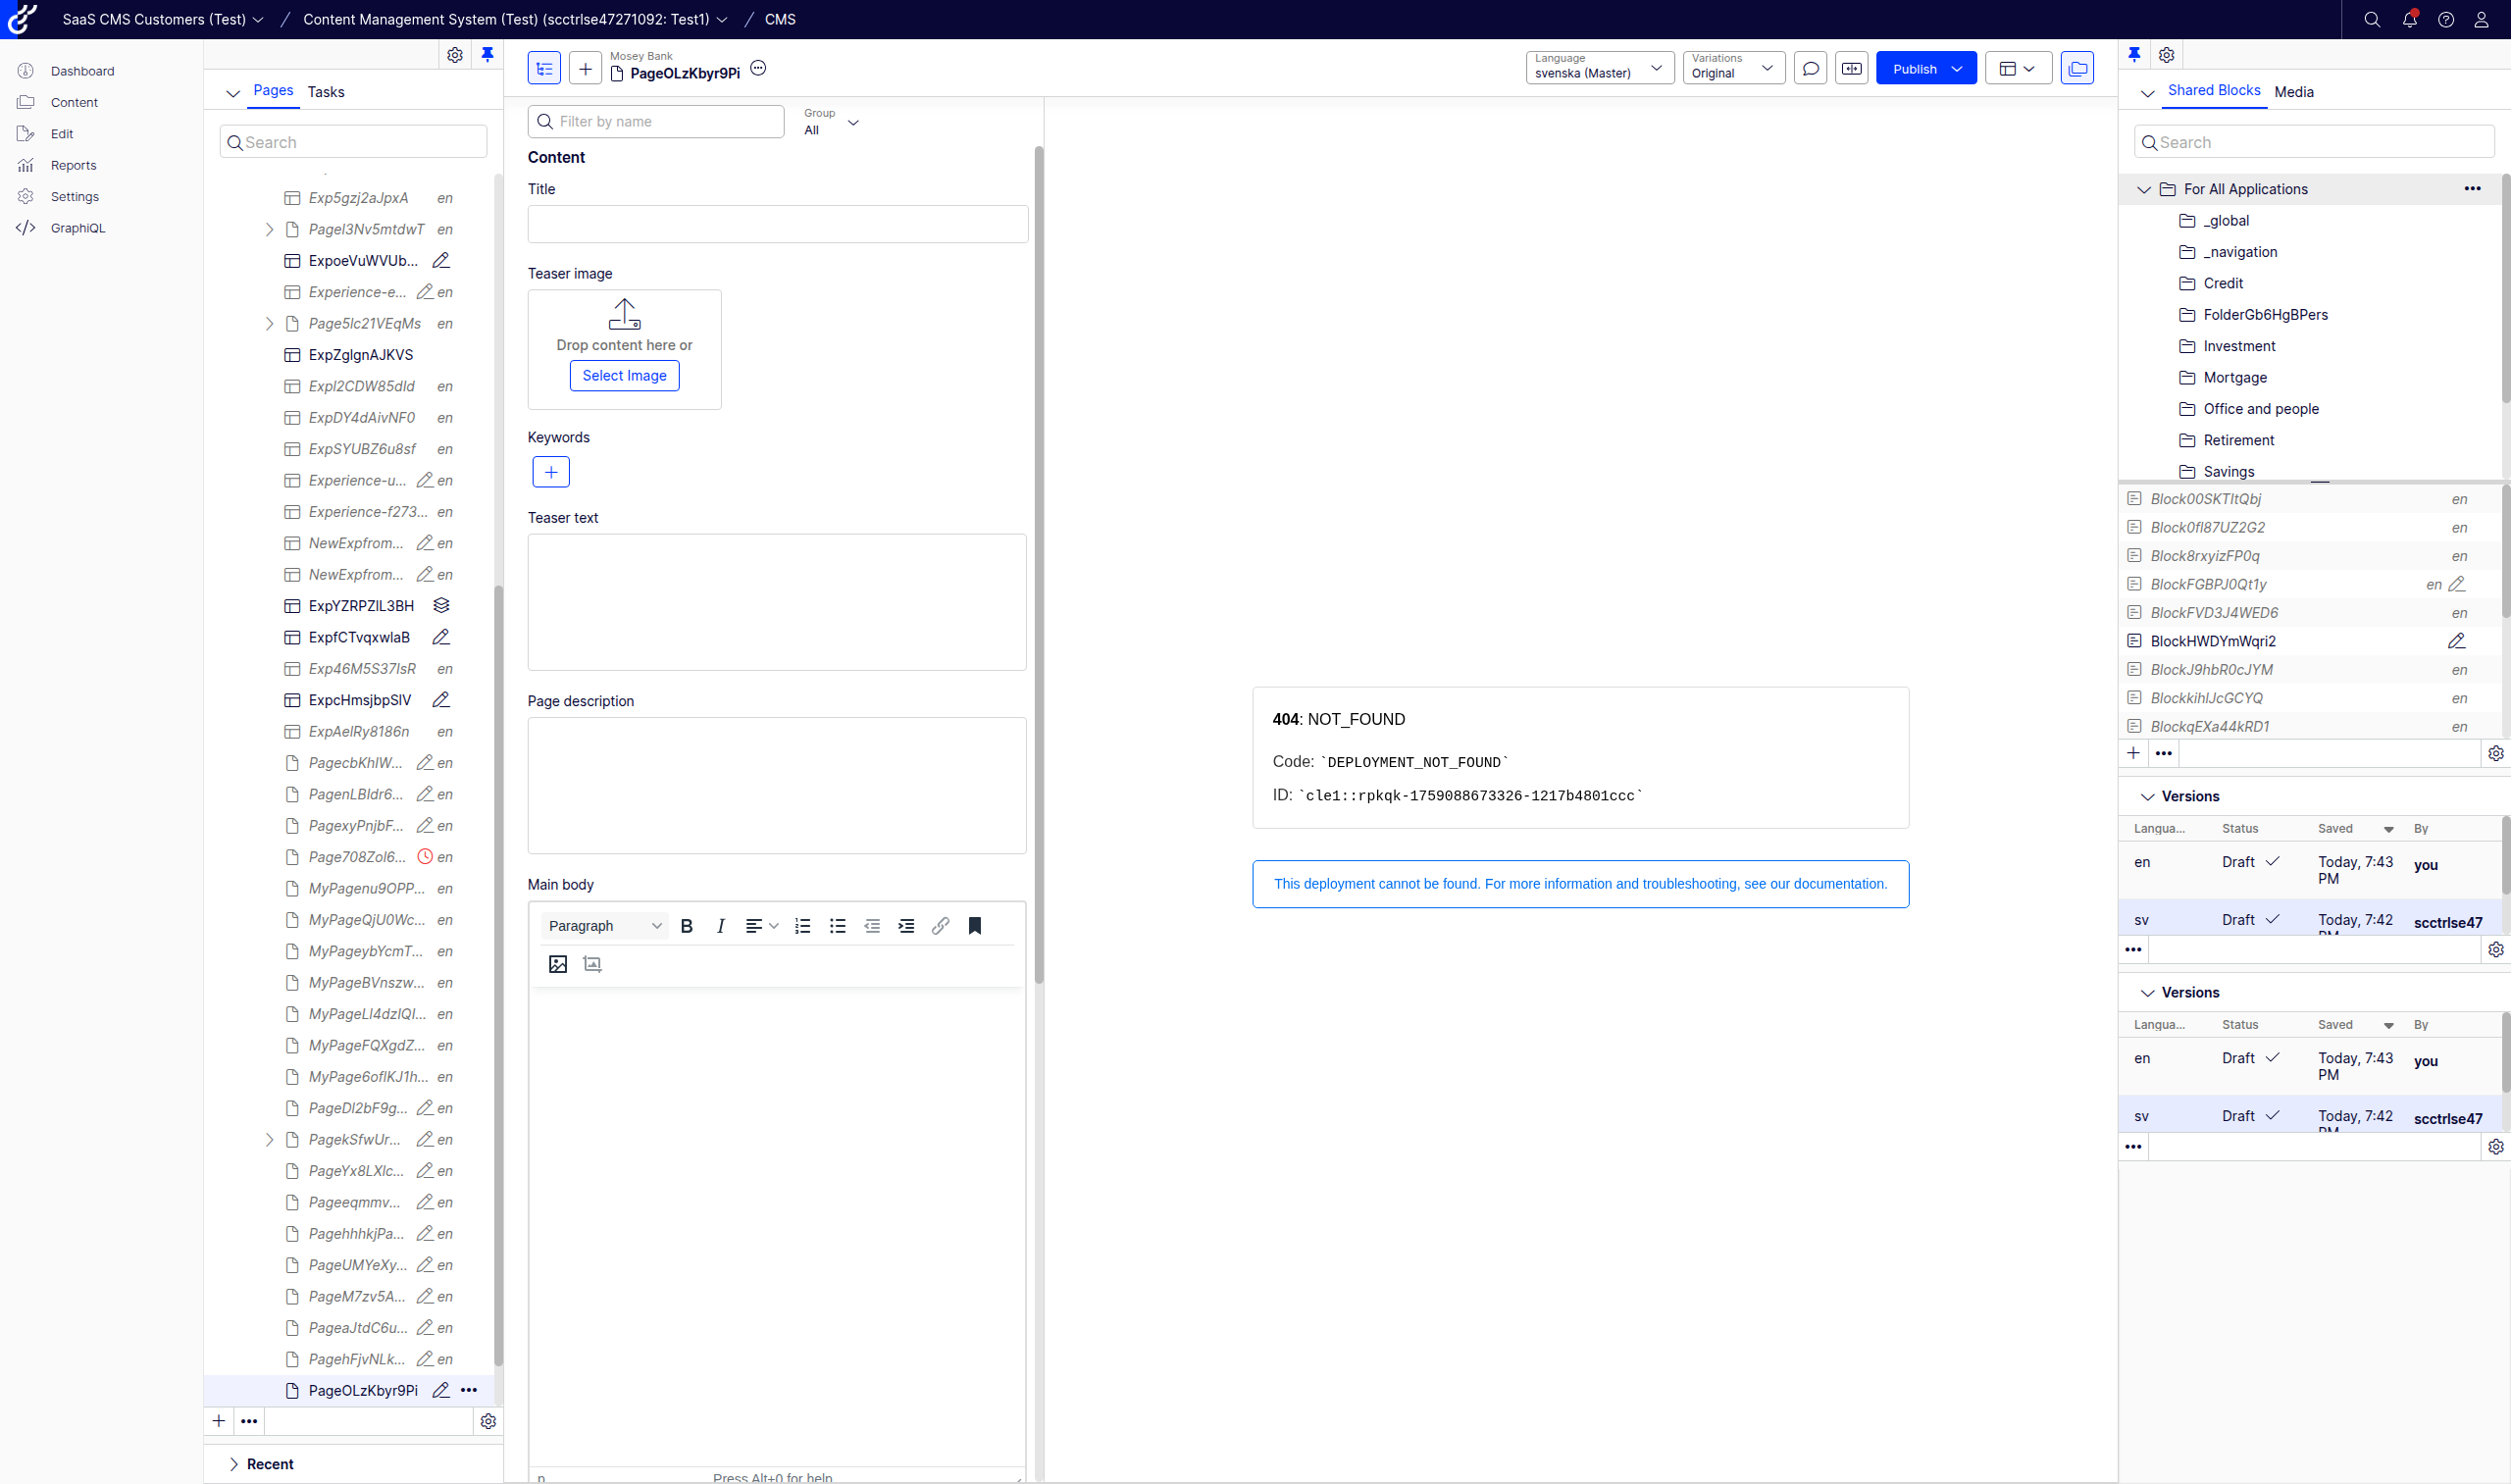 SaaS CMS Customers (Test) / Content Management System (Test) (scctrlse47271092: Test1) / CMS
Dashboard
Content
Edit
Reports
Settings
GraphiQL
Pages Tasks
Search
Exp5gzj2aJpxA en
PageI3Nv5mtdwT en
ExpoeVuWVUb...
Experience-e... en
Page5lc21VEqMs en
ExpZglgnAJKVS
ExpI2CDW85dId en
ExpDY4dAivNF0 en
ExpSYUBZ6u8sf en
Experience-u... en
Experience-f273... en
NewExpfrom... en
NewExpfrom... en
ExpYZRPZIL3BH
ExpfCTvqxwlaB
Exp46M5S37lsR en
ExpcHmsjbpSIV
ExpAelRy8186n en
PagecbKhlW... en
PagenLBldr6... en
PagexyPnjbF... en
Page708Zol6... en
MyPagenu9OPP... en
MyPageQjU0Wc... en
MyPageybYcmT... en
MyPageBVnszw... en
MyPageLl4dzlQl... en
MyPageFQXgdZ... en
MyPage6oflKJ1h... en
PageDl2bF9g... en
PagekSfwUr... en
PageYx8LXlc... en
Pageeqmmv... en
PagehhhkjPa... en
PageUMYeXy... en
PageM7zv5A... en
PageaJtdC6u... en
PagehFjvNLk... en
PageOLzKbyr9Pi
Recent
Mosey Bank
PageOLzKbyr9Pi
Language
svenska (Master)
Variations
Original
Publish
Filter by name
Group
All
Content
Title
Teaser image
Drop content here or
Select Image
Keywords
Teaser text
Page description
Main body
Paragraph
p
Press Alt+0 for help
404: NOT_FOUND
Code: `DEPLOYMENT_NOT_FOUND`
ID: `cle1::rpkqk-1759088673326-1217b4801ccc`
This deployment cannot be found. For more information and troubleshooting, see our documentation.
Shared Blocks Media
Search
For All Applications
_global
_navigation
Credit
FolderGb6HgBPers
Investment
Mortgage
Office and people
Retirement
Savings
Block00SKTItQbj en
Block0fl87UZ2G2 en
Block8rxyizFP0q en
BlockFGBPJ0Qt1y en
BlockFVD3J4WED6 en
BlockHWDYmWqri2
BlockJ9hbR0cJYM en
BlockkihlJcGCYQ en
BlockqEXa44kRD1 en
Versions
Langua... Status Saved By
en Draft Today, 7:43 PM you
sv Draft Today, 7:42 PM scctrlse47
Versions
Langua... Status Saved By
en Draft Today, 7:43 PM you
sv Draft Today, 7:42 PM scctrlse47